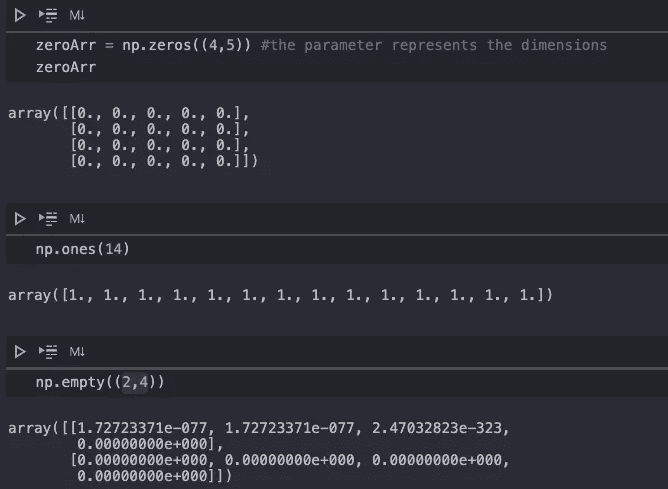 M↓
zeroArr = np.zeros((4,5)) #the parameter represents the dimensions
zeroArr
array([[0., 0., 0., 0., 0.],
       [0., 0., 0., 0., 0.],
       [0., 0., 0., 0., 0.],
       [0., 0., 0., 0., 0.]])
M↓
np.ones(14)
array([1., 1., 1., 1., 1., 1., 1., 1., 1., 1., 1., 1., 1., 1.])
M↓
np.empty((2,4))
array([[1.72723371e-077, 1.72723371e-077, 2.47032823e-323,
        0.00000000e+000],
       [0.00000000e+000, 0.00000000e+000, 0.00000000e+000,
        0.00000000e+000]])